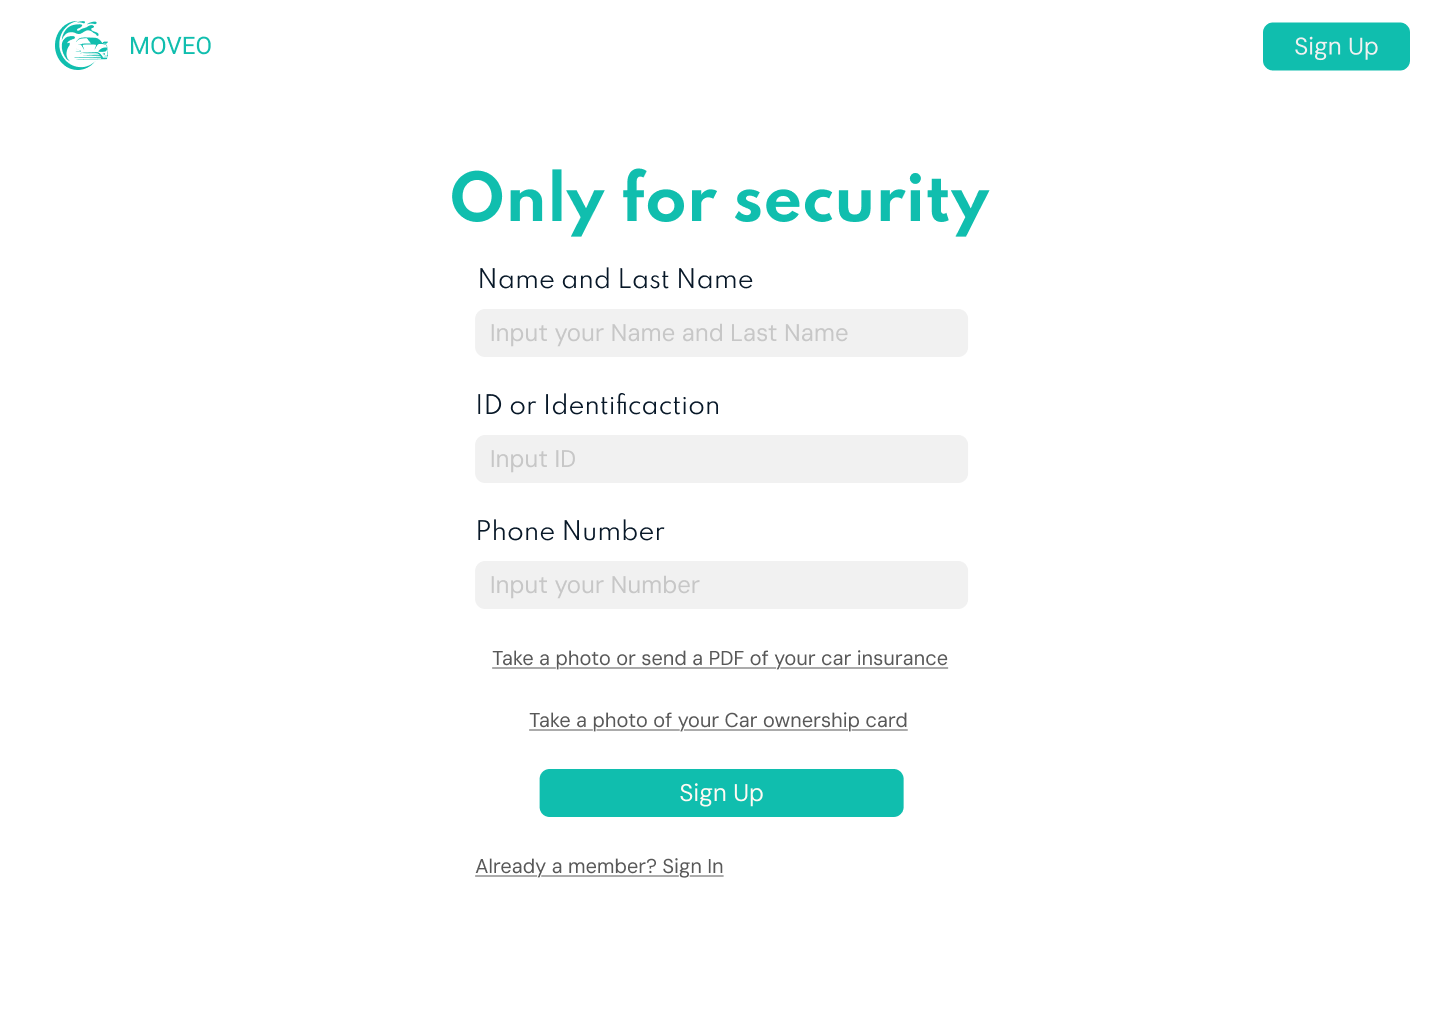 MOVEO
Sign Up
Only for security
Name and Last Name
Input your Name and Last Name
ID or Identificaction
Input ID
Phone Number
Input your Number
Take a photo or send a PDF of your car insurance
Take a photo of your Car ownership card
Sign Up
Already a member? Sign In